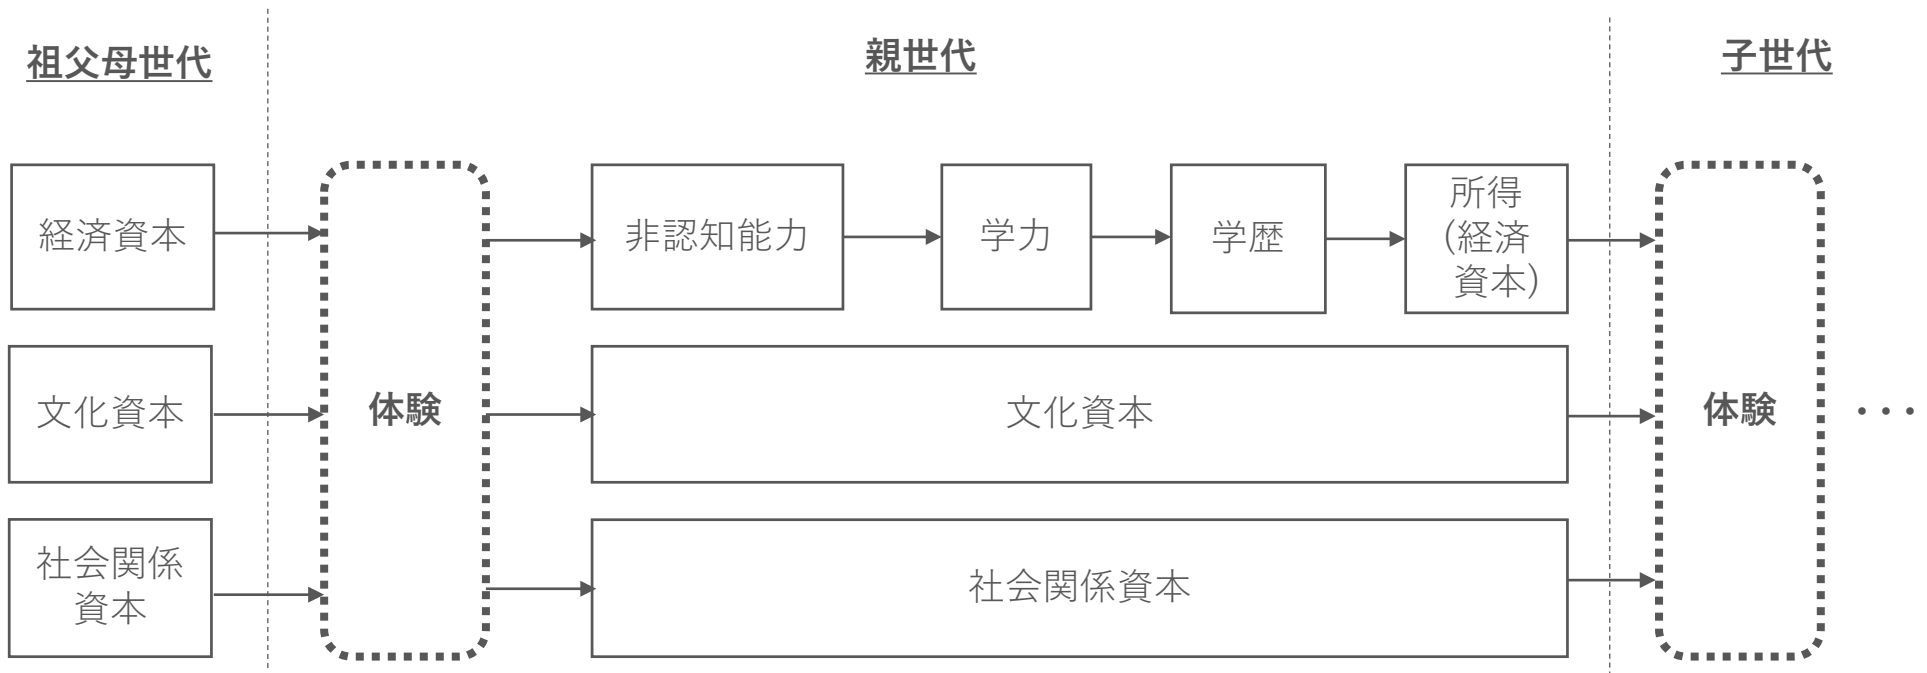 祖父母世代
親世代
子世代
経済資本
非認知能力
学力
学歴
所得
(経済
資本)
文化資本
体験
文化資本
体験
・・・
社会関係
資本
社会関係資本